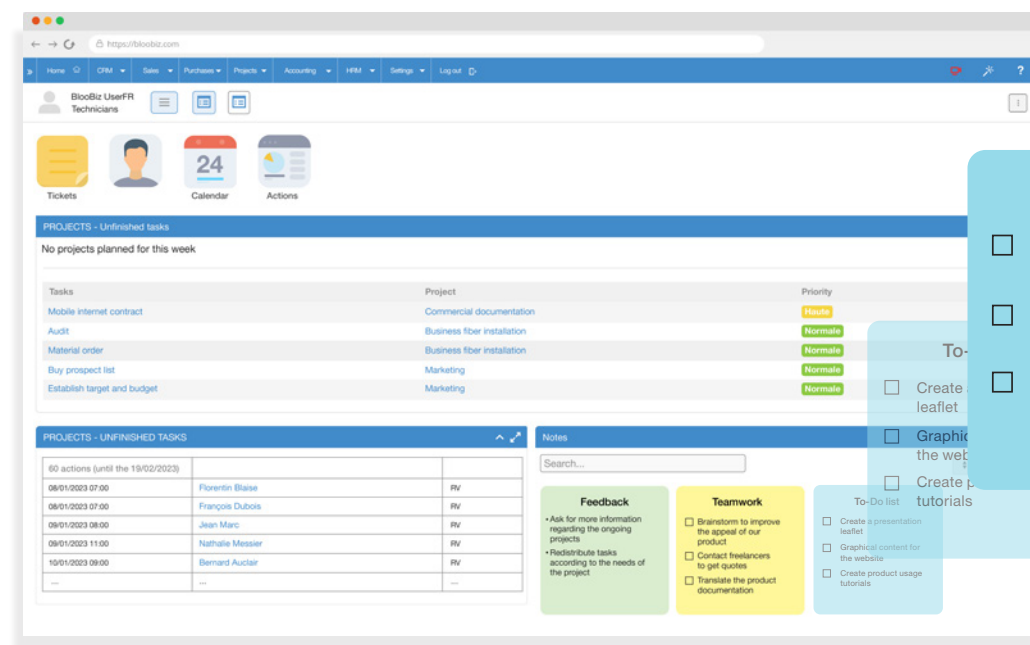 https://bloobiz.com
Home CRM Sales Purchases Projects Accounting HRM Settings Log out ?
BlooBiz UserFR
Technicians
24
Tickets Calendar Actions
PROJECTS - Unfinished tasks
No projects planned for this week
Tasks Project Priority
Mobile internet contract Commercial documentation Haute
Audit Business fiber installation Normale
Material order Business fiber installation Normale
Buy prospect list Marketing Normale
Establish target and budget Marketing Normale
To-
Create
leaflet
Graphic
the web
Create p
tutorials
PROJECTS - UNFINISHED TASKS
60 actions (until the 19/02/2023)
08/01/2023 07:00 Florentin Blaise RV
08/01/2023 07:00 François Dubois RV
09/01/2023 08:00 Jean Marc RV
09/01/2023 11:00 Nathalie Messier RV
10/01/2023 09:00 Bernard Auclair RV
... ... ...
Notes
Search...
Feedback
• Ask for more information
regarding the ongoing
projects
• Redistribute tasks
according to the needs of
the project
Teamwork
Brainstorm to improve
the appeal of our
product
Contact freelancers
to get quotes
Translate the product
documentation
To-Do list
Create a presentation
leaflet
Graphical content for
the website
Create product usage
tutorials